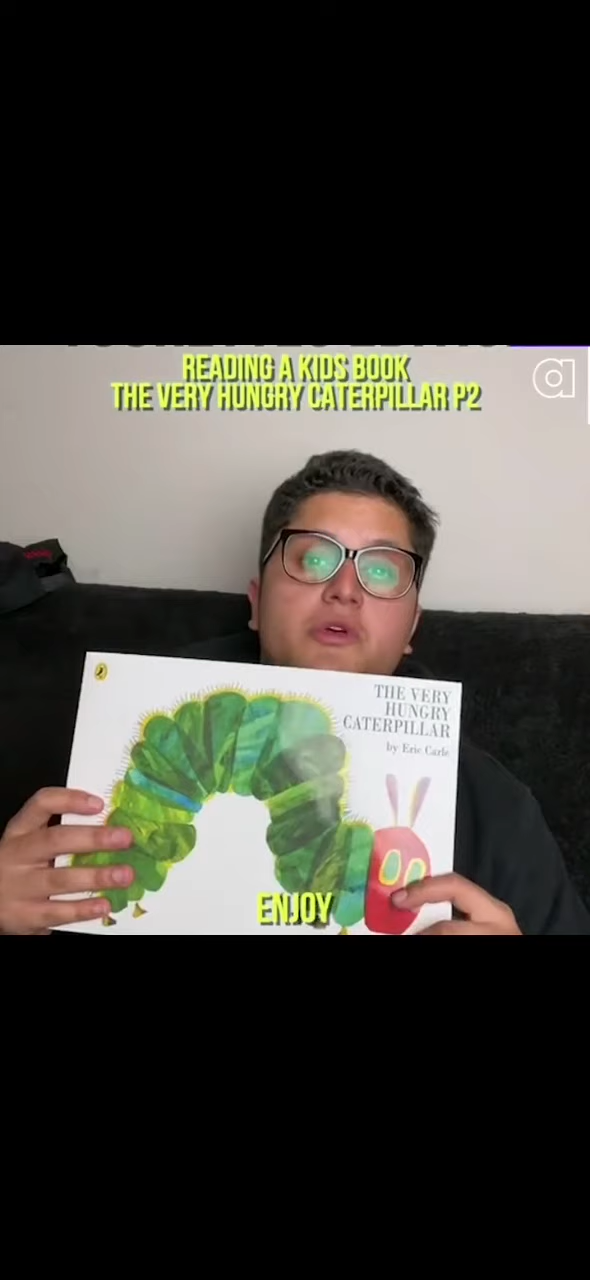 READING A KIDS BOOK
THE VERY HUNGRY CATERPILLAR P2
THE VERY
HUNGRY
CATERPILLAR
by Eric Carle
ENJOY